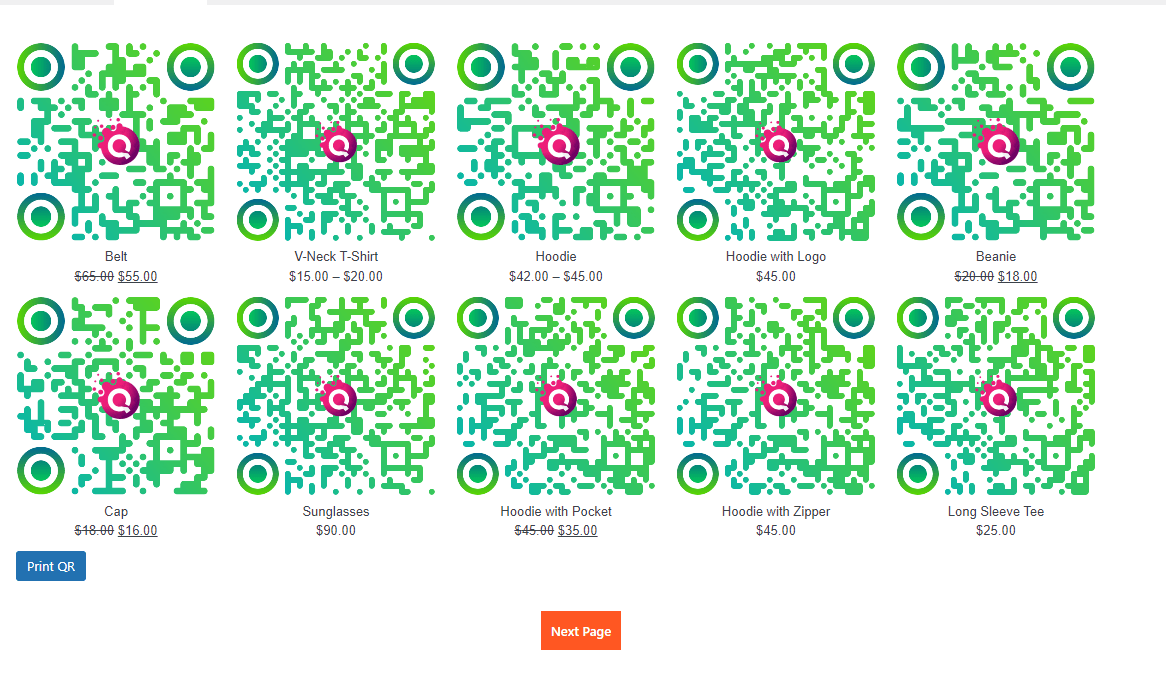 Belt
V-Neck T-Shirt
Hoodie
Hoodie with Logo
Beanie
$65.00 $55.00
$15.00 – $20.00
$42.00 – $45.00
$45.00
$20.00 $18.00
Cap
Sunglasses
Hoodie with Pocket
Hoodie with Zipper
Long Sleeve Tee
$18.00 $16.00
$90.00
$45.00 $35.00
$45.00
$25.00
Print QR
Next Page